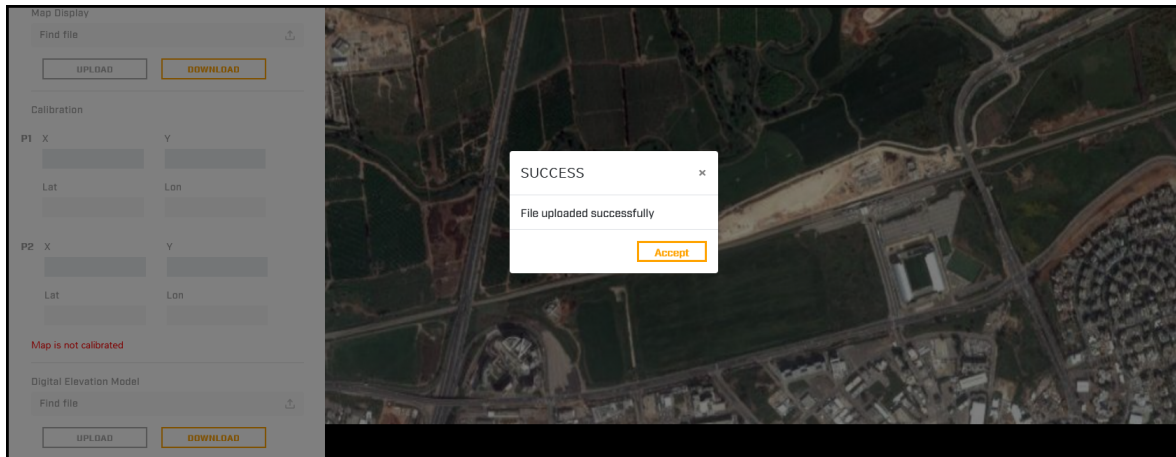 Map Display
Find file
UPLOAD DOWNLOAD
Calibration
P1 X Y
Lat Lon
P2 X Y
Lat Lon
Map is not calibrated
Digital Elevation Model
Find file
UPLOAD DOWNLOAD
SUCCESS ×
File uploaded successfully
Accept